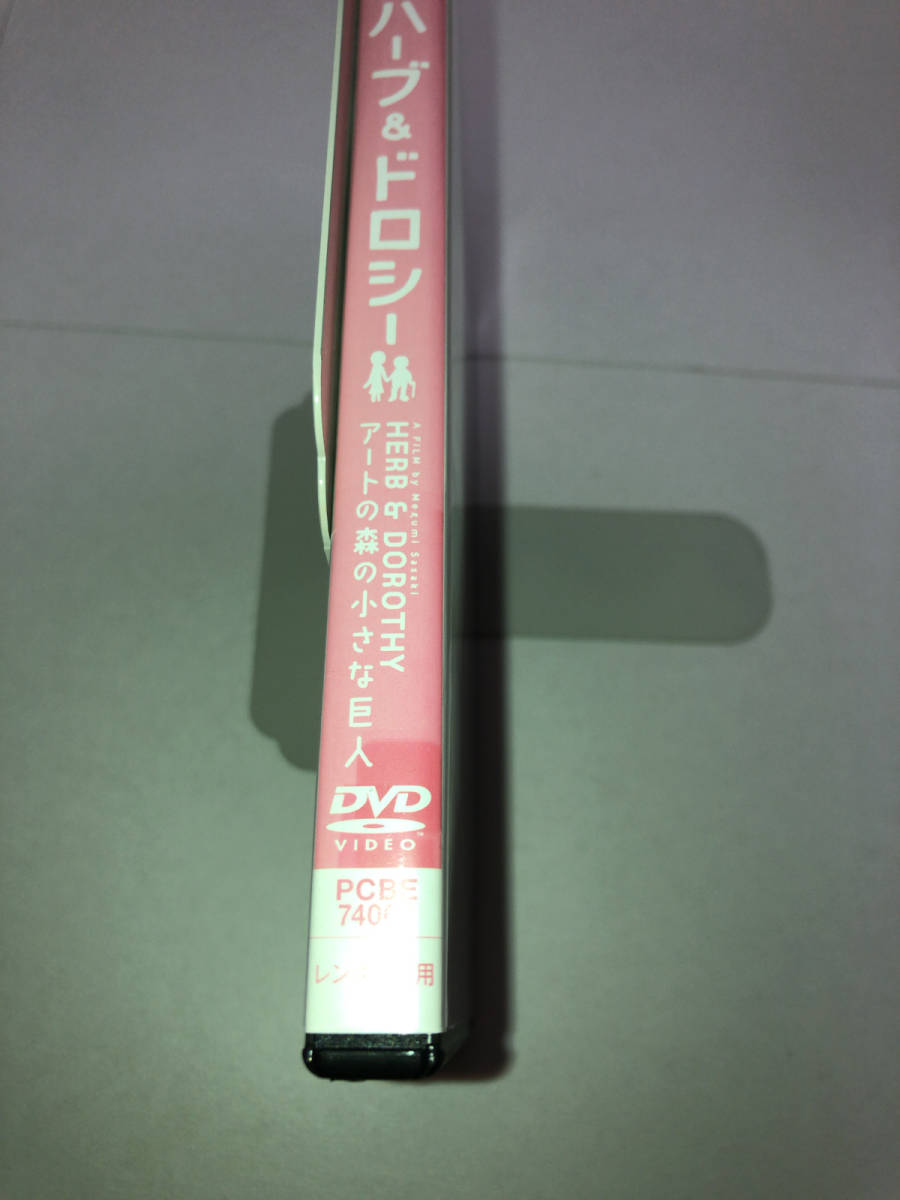 ハーブ&ドロシー
A FILM by Megumi Sasaki
HERB & DOROTHY
アートの森の小さな巨人
DVD
VIDEO
PCBE